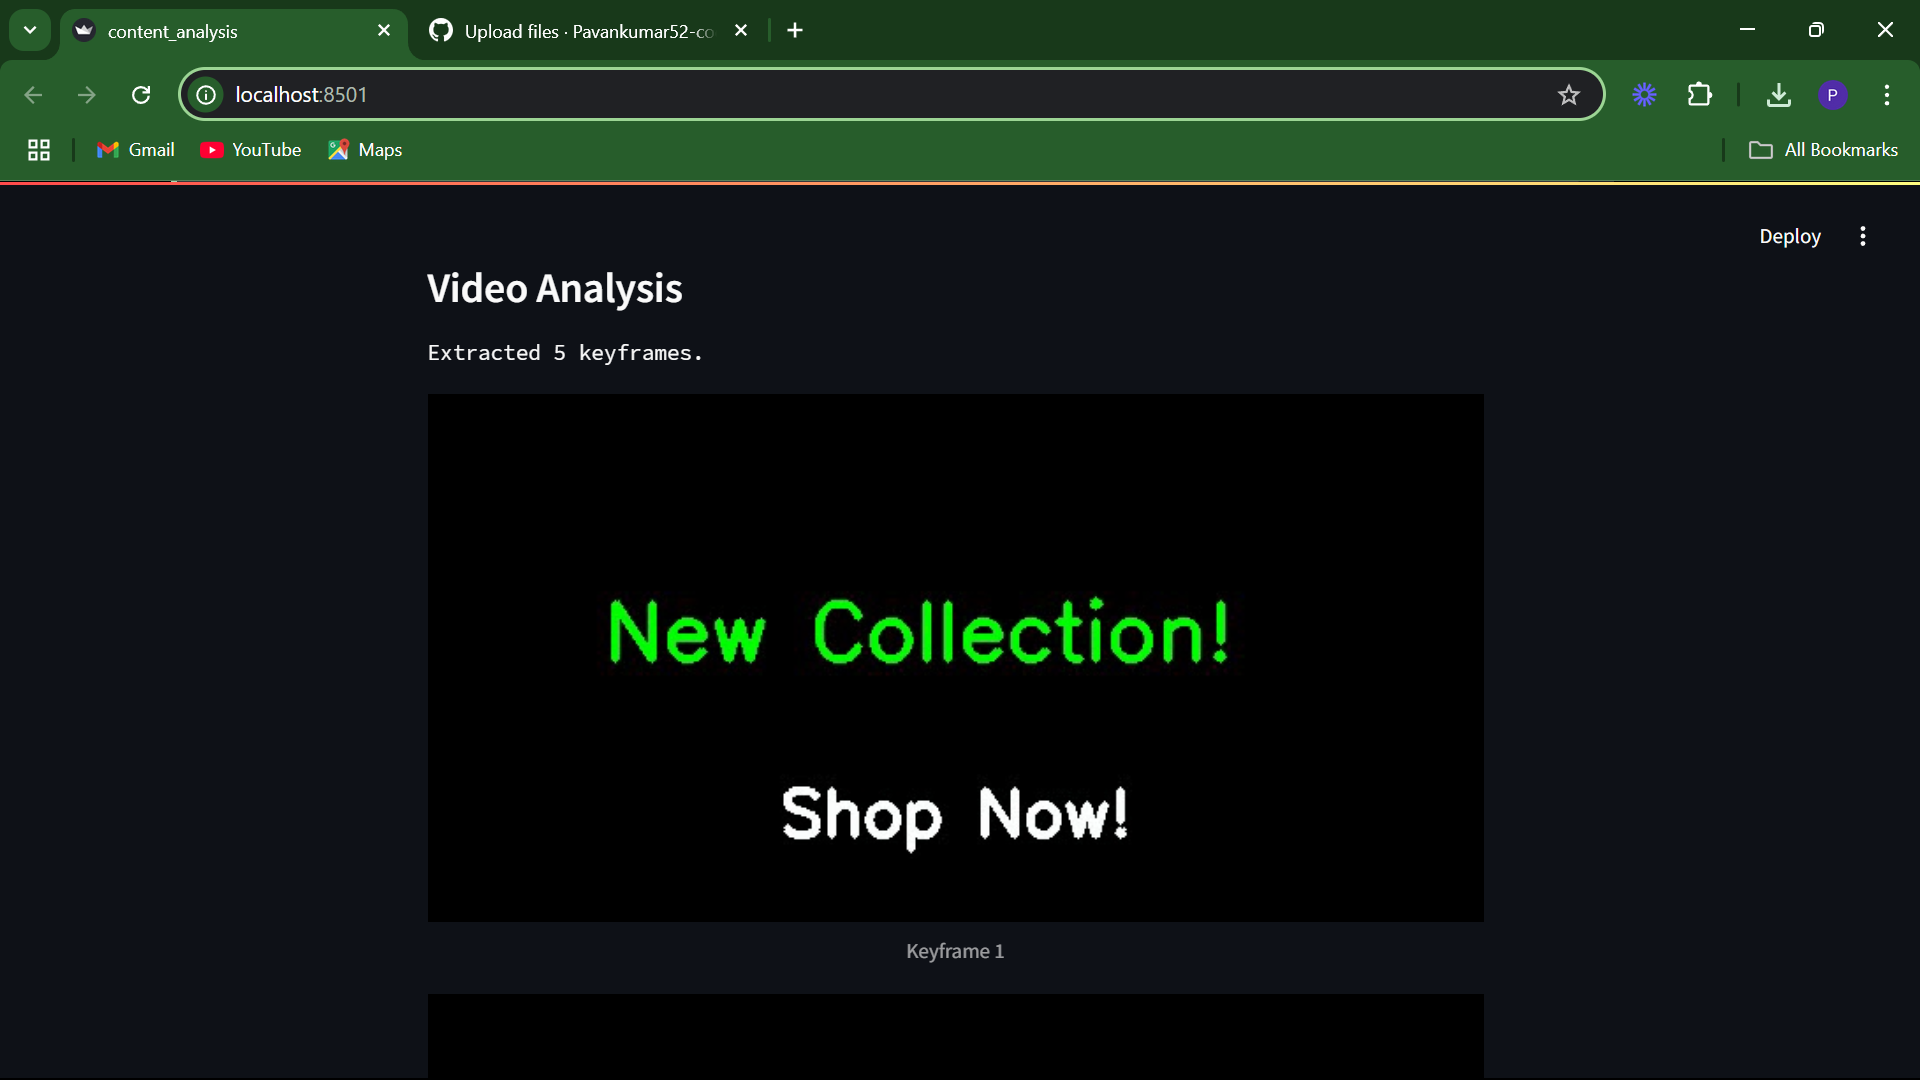 content_analysis
Upload files · Pavankumar52-co
localhost:8501
P
Gmail
YouTube
Maps
All Bookmarks
Deploy
Video Analysis
Extracted 5 keyframes.
New Collection!
Shop Now!
Keyframe 1